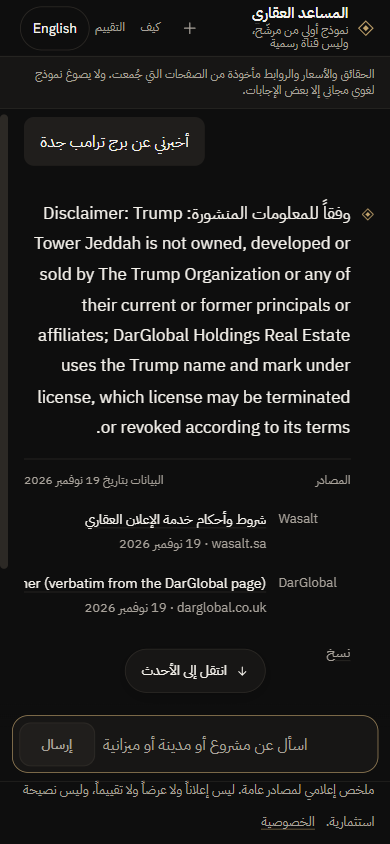 المساعد العقاري
نموذج أولي من مرشّح،
وليس قناة رسمية
+
كيف
التقييم
English
الحقائق والأسعار والروابط مأخوذة من الصفحات التي جُمعت. ولا يصوغ نموذج
لغوي مجاني إلا بعض الإجابات.
أخبرني عن برج ترامب جدة
وفقاً للمعلومات المنشورة: Disclaimer: Trump
Tower Jeddah is not owned, developed or
sold by The Trump Organization or any of
their current or former principals or
affiliates; DarGlobal Holdings Real Estate
uses the Trump name and mark under
license, which license may be terminated
or revoked according to its terms.
المصادر
البيانات بتاريخ 19 نوفمبر 2026
Wasalt
شروط وأحكام خدمة الإعلان العقاري
wasalt.sa · 19 نوفمبر 2026
DarGlobal
ner (verbatim from the DarGlobal page)
darglobal.co.uk · 19 نوفمبر 2026
نسخ
↓ انتقل إلى الأحدث
اسأل عن مشروع أو مدينة أو ميزانية
إرسال
ملخص إعلامي لمصادر عامة. ليس إعلاناً ولا عرضاً ولا تقييماً، وليس نصيحة
استثمارية. الخصوصية